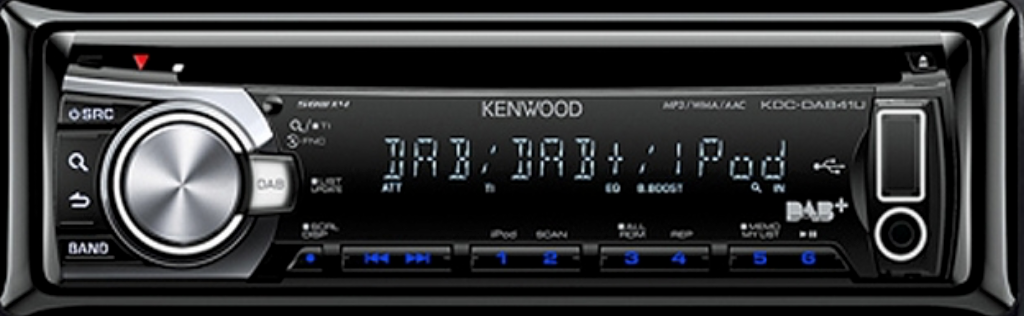 50W x4
KENWOOD
MP3/WMA/AAC KDC-DAB41U
SRC
TI
FNC
DAB/DAB+/iPod
DAB
LIST
UPDATE
ATT TI EQ B.BOOST IN
DAB+
SCRL
DISP
iPod SCAN
ALL
RDM REP
MEMO
MY LIST
BAND
1 2 3 4 5 6